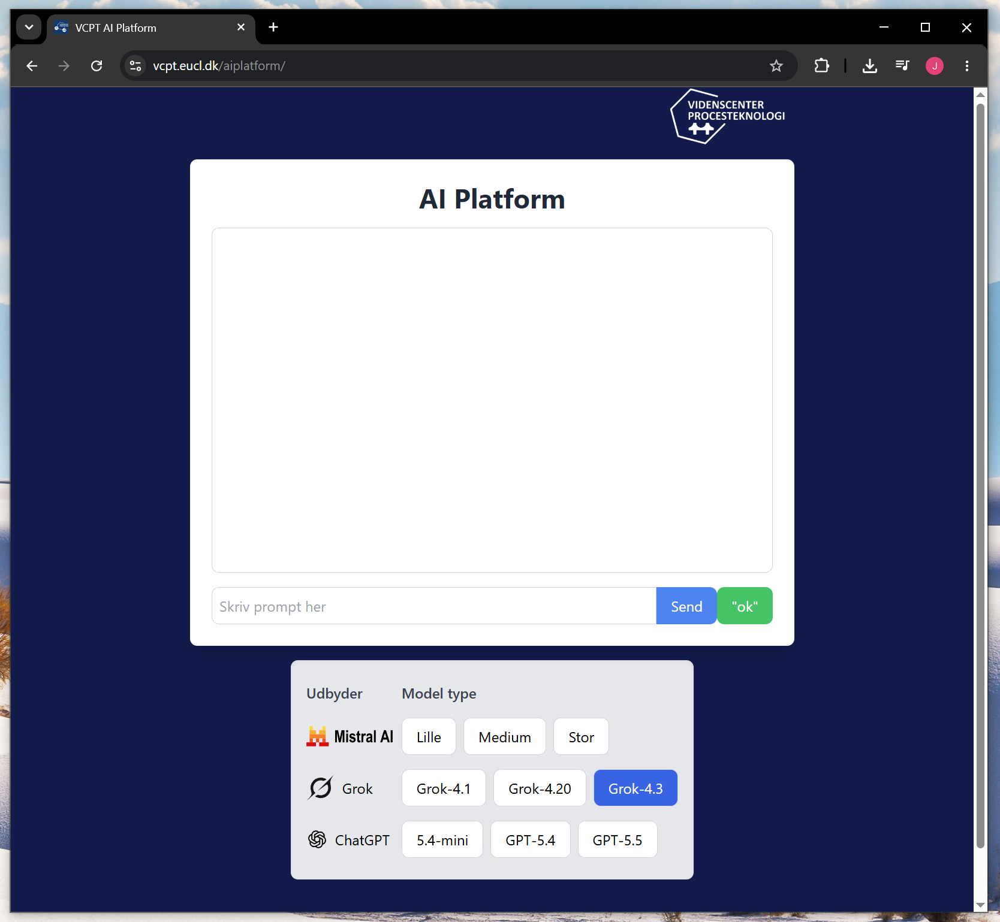 VCPT AI Platform
vcpt.eucl.dk/aiplatform/
J
VIDENSCENTER
PROCESTEKNOLOGI
AI Platform
Skriv prompt her
Send
"ok"
Udbyder Model type
Mistral AI Lille Medium Stor
Grok Grok-4.1 Grok-4.20 Grok-4.3
ChatGPT 5.4-mini GPT-5.4 GPT-5.5